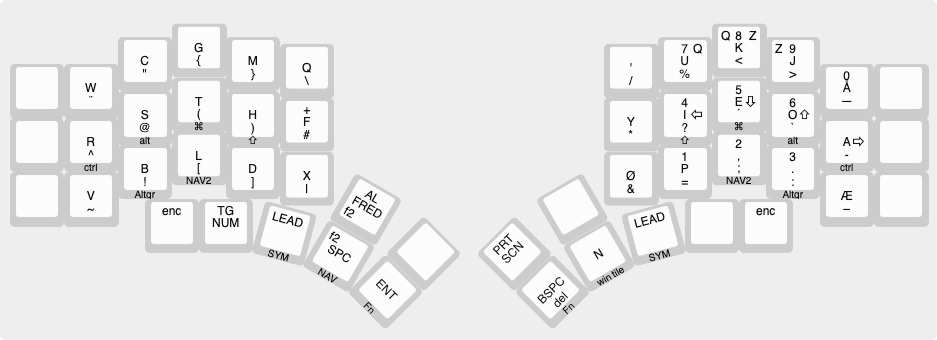 W
¨
C
"
G
{
M
}
Q
\
R
^
ctrl
S
@
alt
T
(
⌘
H
)
⇧
+
F
#
V
~
B
!
Altgr
L
[
NAV2
D
]
X
|
enc
TG
NUM
LEAD
SYM
AL
FRED
f2
f2
SPC
NAV
ENT
Fn
'
/
7 Q
U
%
Q 8 Z
K
<
Z 9
J
>
0
Å
—
Y
*
4
I ⇦
?
⇧
5
E ⇩
´
⌘
6
O ⇧
`
alt
A ⇨
-
ctrl
Ø
&
1
P
=
2
,
;
NAV2
3
.
:
Altgr
Æ
–
PRT
SCN
BSPC
del
Fn
N
win tile
LEAD
SYM
enc